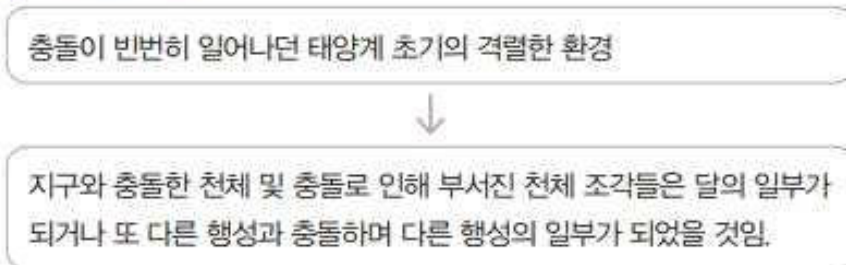 충돌이 빈번히 일어나던 태양계 초기의 격렬한 환경
지구와 충돌한 천체 및 충돌로 인해 부서진 천체 조각들은 달의 일부가
되거나 또 다른 행성과 충돌하며 다른 행성의 일부가 되었을 것임.